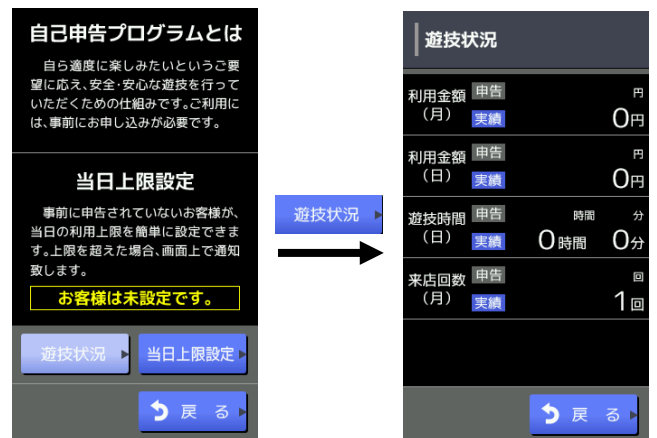 自己申告プログラムとは
自ら適度に楽しみたいというご要
望に応え、安全・安心な遊技を行って
いただくための仕組みです。ご利用に
は、事前にお申し込みが必要です。
当日上限設定
事前に申告されていないお客様が、
当日の利用上限を簡単に設定できま
す。上限を超えた場合、画面上で通知
致します。
お客様は未設定です。
遊技状況
当日上限設定
戻 る
遊技状況
遊技状況
利用金額 申告 円
（月） 実績 0円
利用金額 申告 円
（日） 実績 0円
遊技時間 申告 時間 分
（日） 実績 0時間 0分
来店回数 申告 回
（月） 実績 1回
戻 る